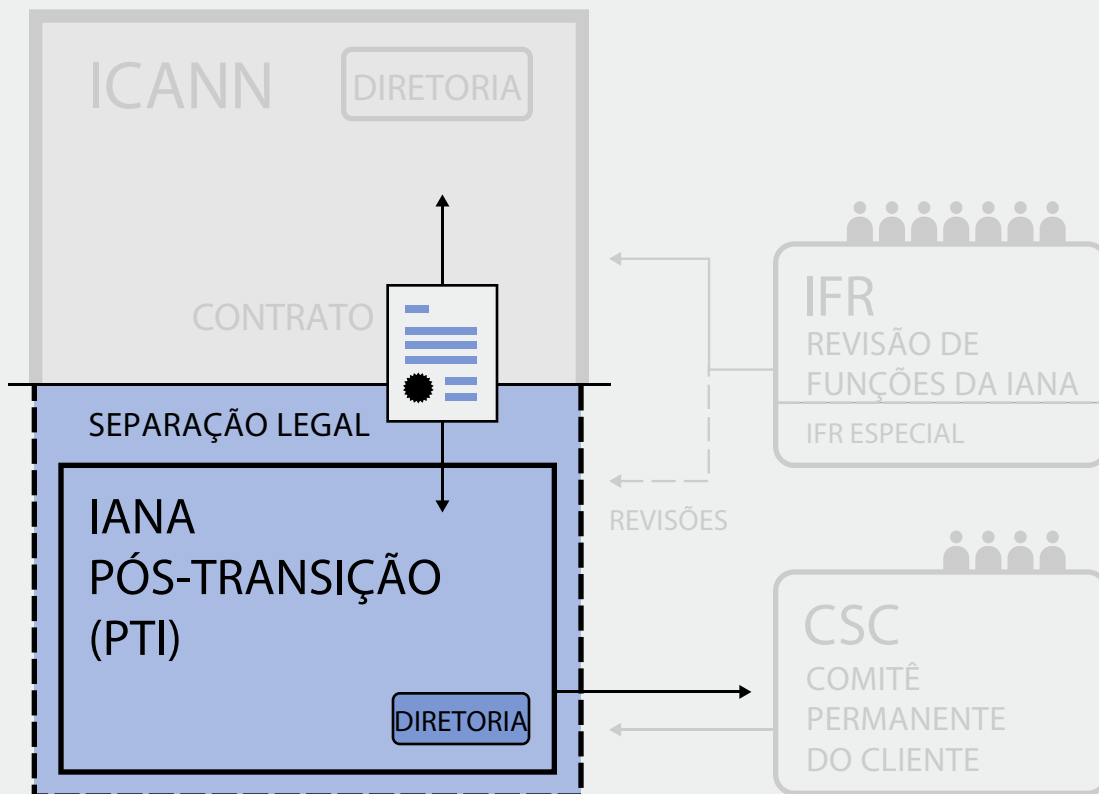 ICANN
DIRETORIA
CONTRATO
SEPARAÇÃO LEGAL
IANA
PÓS-TRANSIÇÃO
(PTI)
DIRETORIA
IFR
REVISÃO DE
FUNÇÕES DA IANA
IFR ESPECIAL
REVISÕES
CSC
COMITÊ
PERMANENTE
DO CLIENTE